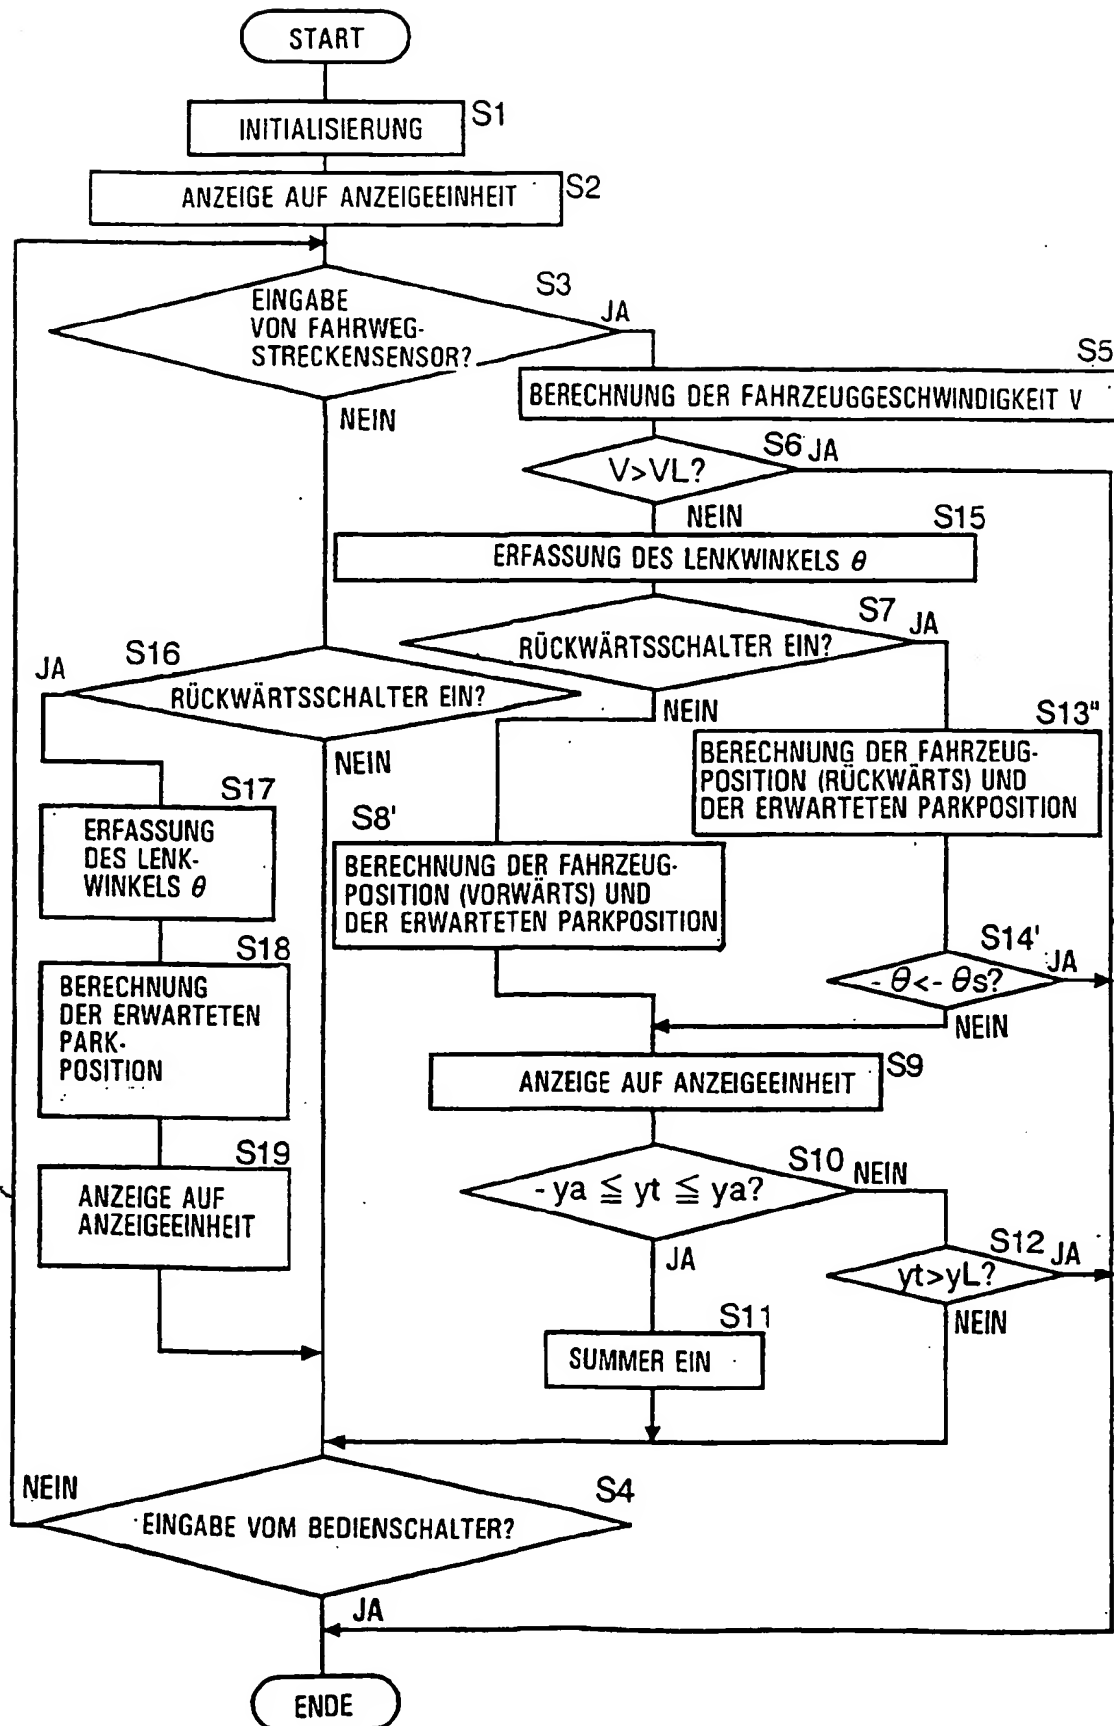 START
INITIALISIERUNG
S1
ANZEIGE AUF ANZEIGEEINHEIT
S2
EINGABE
VON FAHRWEG-
STRECKENSENSOR?
S3
JA
NEIN
S5
BERECHNUNG DER FAHRZEUGGESCHWINDIGKEIT V
V>VL?
S6
JA
NEIN
S15
ERFASSUNG DES LENKWINKELS θ
S7
RÜCKWÄRTSSCHALTER EIN?
JA
NEIN
S16
JA
RÜCKWÄRTSSCHALTER EIN?
NEIN
S13"
BERECHNUNG DER FAHRZEUG-
POSITION (RÜCKWÄRTS) UND
DER ERWARTETEN PARKPOSITION
S17
ERFASSUNG
DES LENK-
WINKELS θ
S8'
BERECHNUNG DER FAHRZEUG-
POSITION (VORWÄRTS) UND
DER ERWARTETEN PARKPOSITION
S14'
- θ<- θs?
JA
NEIN
S18
BERECHNUNG
DER ERWARTETEN
PARK-
POSITION
S9
ANZEIGE AUF ANZEIGEEINHEIT
S19
ANZEIGE AUF
ANZEIGEEINHEIT
S10
- ya ≦ yt ≦ ya?
NEIN
JA
S12
yt>yL?
JA
NEIN
S11
SUMMER EIN
NEIN
S4
EINGABE VOM BEDIENSCHALTER?
JA
ENDE